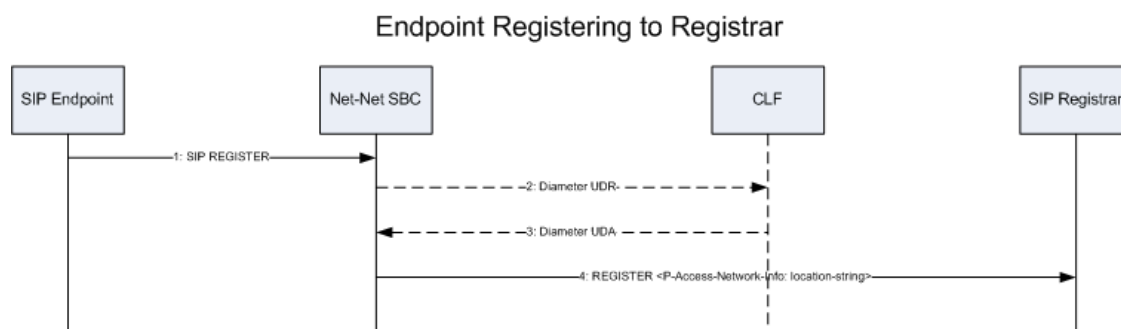 Endpoint Registering to Registrar
SIP Endpoint
Net-Net SBC
CLF
SIP Registrar
1: SIP REGISTER
2: Diameter UDR
3: Diameter UDA
4: REGISTER <P-Access-Network-Info: location-string>